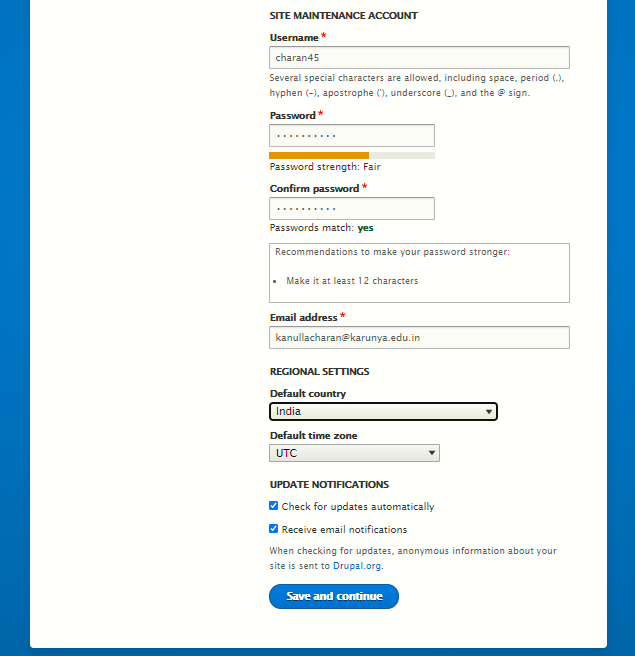 SITE MAINTENANCE ACCOUNT
Username *
charan45
Several special characters are allowed, including space, period (.),
hyphen (-), apostrophe ('), underscore (_), and the @ sign.
Password *
••••••••••
Password strength: Fair
Confirm password *
••••••••••
Passwords match: yes
Recommendations to make your password stronger:
• Make it at least 12 characters
Email address *
kanullacharan@karunya.edu.in
REGIONAL SETTINGS
Default country
India
Default time zone
UTC
UPDATE NOTIFICATIONS
Check for updates automatically
Receive email notifications
When checking for updates, anonymous information about your
site is sent to Drupal.org.
Save and continue